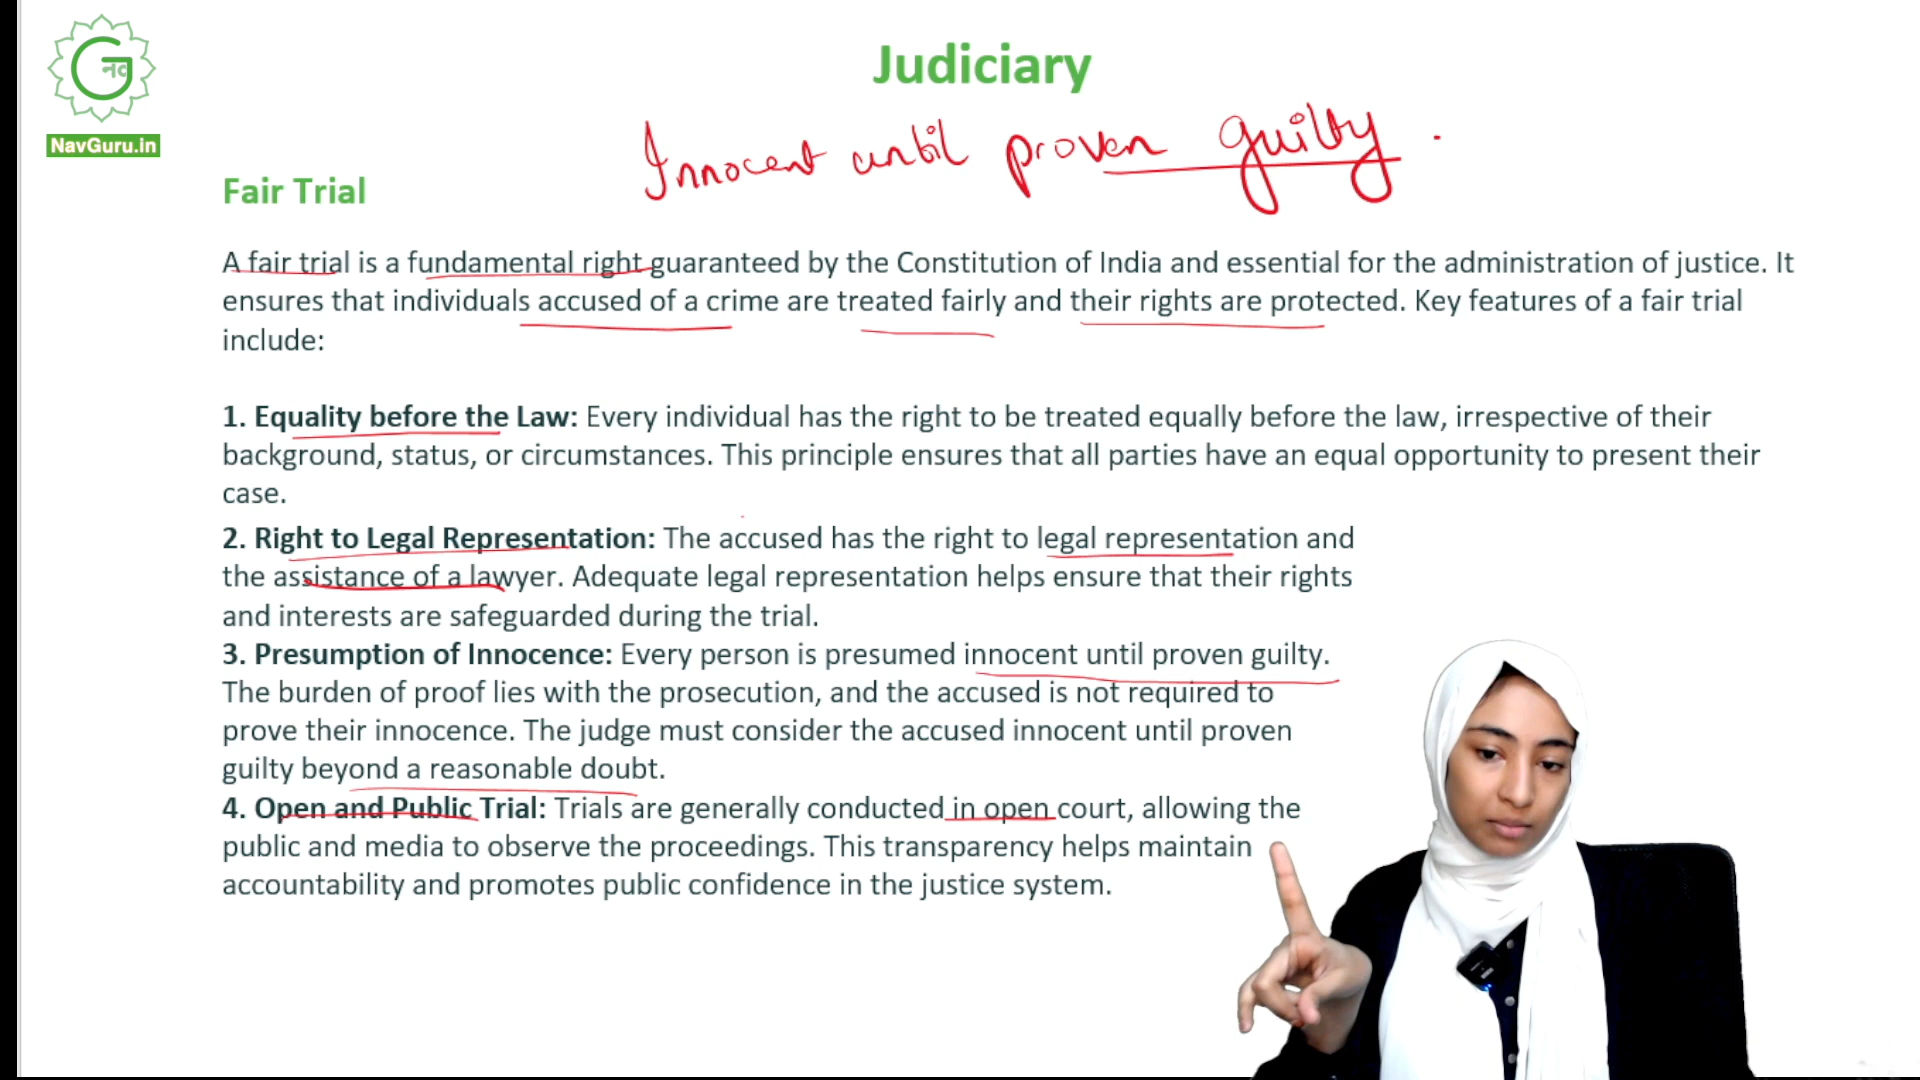 नव
NavGuru.in
Judiciary
Innocent until proven guilty.
Fair Trial
A fair trial is a fundamental right guaranteed by the Constitution of India and essential for the administration of justice. It
ensures that individuals accused of a crime are treated fairly and their rights are protected. Key features of a fair trial
include:
1. Equality before the Law: Every individual has the right to be treated equally before the law, irrespective of their
background, status, or circumstances. This principle ensures that all parties have an equal opportunity to present their
case.
2. Right to Legal Representation: The accused has the right to legal representation and
the assistance of a lawyer. Adequate legal representation helps ensure that their rights
and interests are safeguarded during the trial.
3. Presumption of Innocence: Every person is presumed innocent until proven guilty.
The burden of proof lies with the prosecution, and the accused is not required to
prove their innocence. The judge must consider the accused innocent until proven
guilty beyond a reasonable doubt.
4. Open and Public Trial: Trials are generally conducted in open court, allowing the
public and media to observe the proceedings. This transparency helps maintain
accountability and promotes public confidence in the justice system.